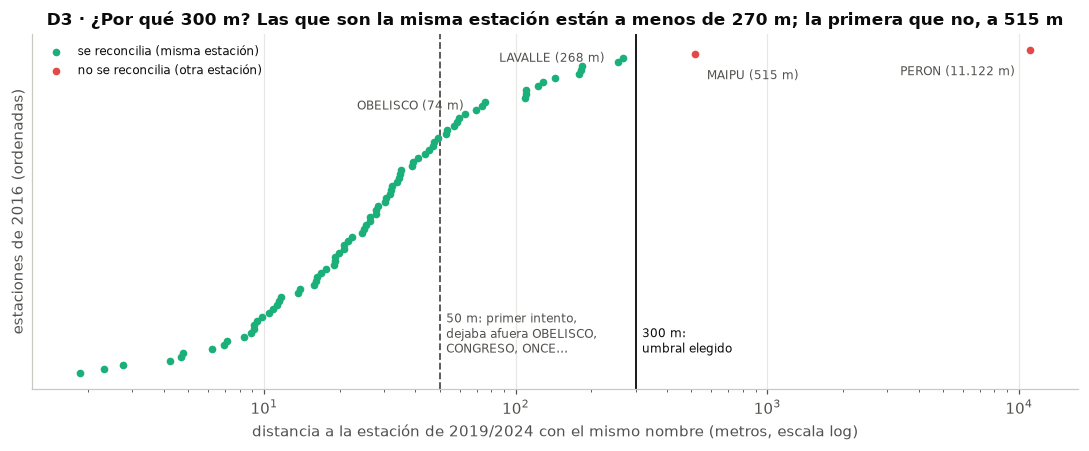 D3 · ¿Por qué 300 m? Las que son la misma estación están a menos de 270 m; la primera que no, a 515 m
se reconcilia (misma estación)
no se reconcilia (otra estación)
LAVALLE (268 m)
MAIPU (515 m)
PERON (11.122 m)
OBELISCO (74 m)
estaciones de 2016 (ordenadas)
50 m: primer intento,
dejaba afuera OBELISCO,
CONGRESO, ONCE...
300 m:
umbral elegido
10¹
10²
10³
10⁴
distancia a la estación de 2019/2024 con el mismo nombre (metros, escala log)